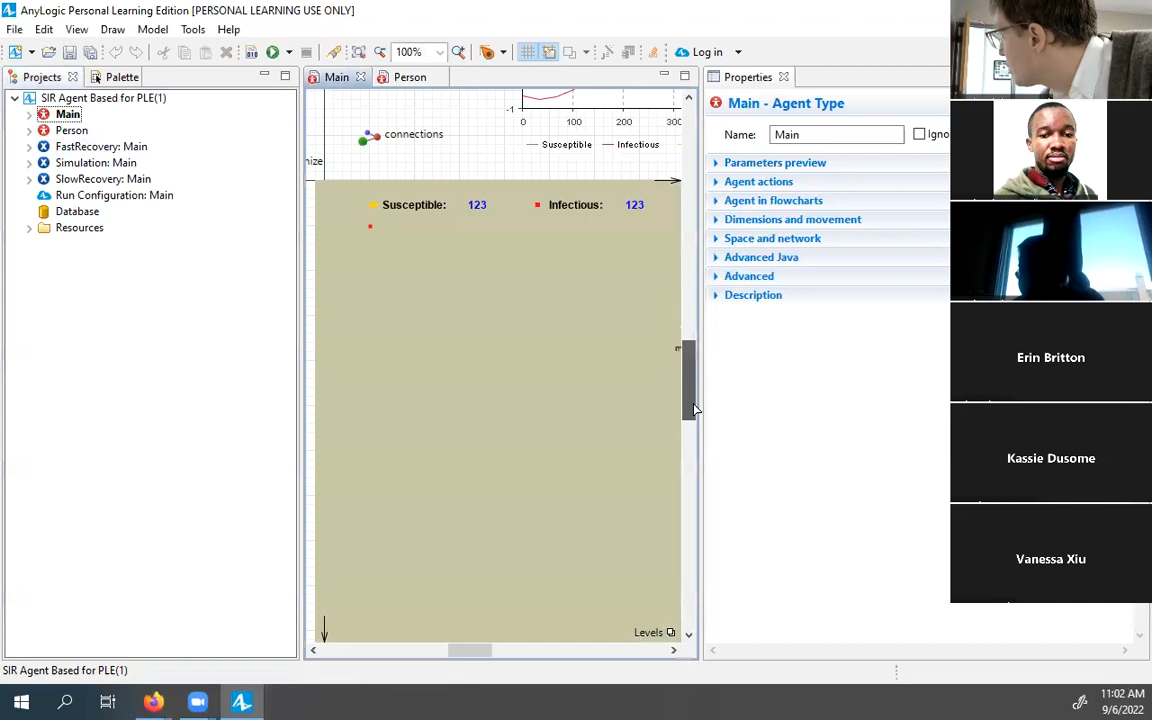 AnyLogic Personal Learning Edition [PERSONAL LEARNING USE ONLY]
File Edit View Draw Model Tools Help
100% Log in
Projects Palette
SIR Agent Based for PLE(1)
Main
Person
FastRecovery: Main
Simulation: Main
SlowRecovery: Main
Run Configuration: Main
Database
Resources
Main Person
-1
0 100 200 300
connections
Susceptible Infectious
nize
Susceptible: 123 Infectious: 123
Levels
Properties
Main - Agent Type
Name: Main Igno
Parameters preview
Agent actions
Agent in flowcharts
Dimensions and movement
Space and network
Advanced Java
Advanced
Description
Erin Britton
Kassie Dusome
Vanessa Xiu
SIR Agent Based for PLE(1)
11:02 AM
9/6/2022